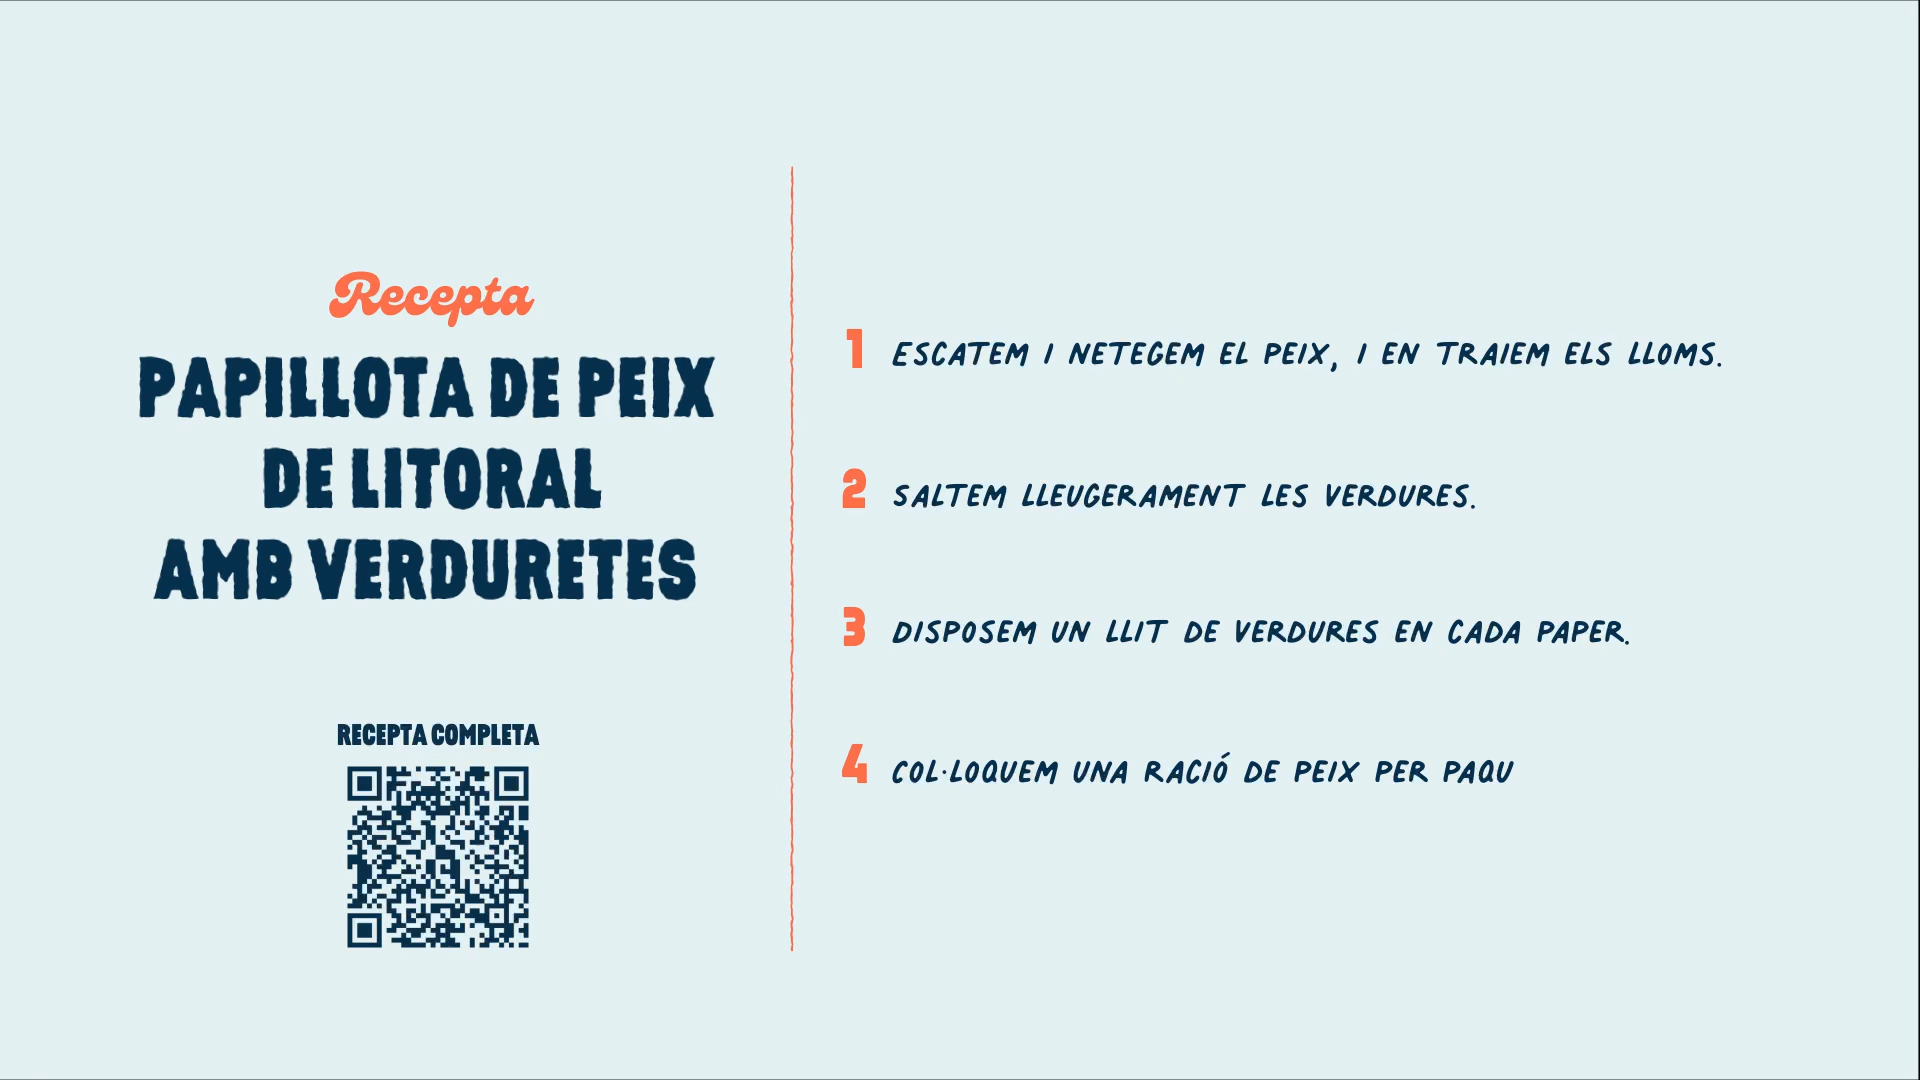 Recepta
PAPILLOTA DE PEIX
DE LITORAL
AMB VERDURETES
RECEPTA COMPLETA
1 ESCATEM I NETEGEM EL PEIX, I EN TRAIEM ELS LLOMS.
2 SALTEM LLEUGERAMENT LES VERDURES.
3 DISPOSEM UN LLIT DE VERDURES EN CADA PAPER.
4 COL·LOQUEM UNA RACIÓ DE PEIX PER PAQU